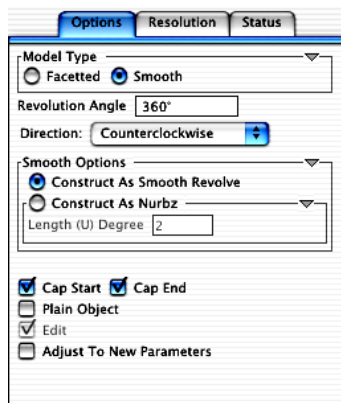 Options Resolution Status
Model Type
Facetted Smooth
Revolution Angle 360°
Direction: Counterclockwise
Smooth Options
Construct As Smooth Revolve
Construct As Nurbz
Length (U) Degree 2
Cap Start Cap End
Plain Object
Edit
Adjust To New Parameters